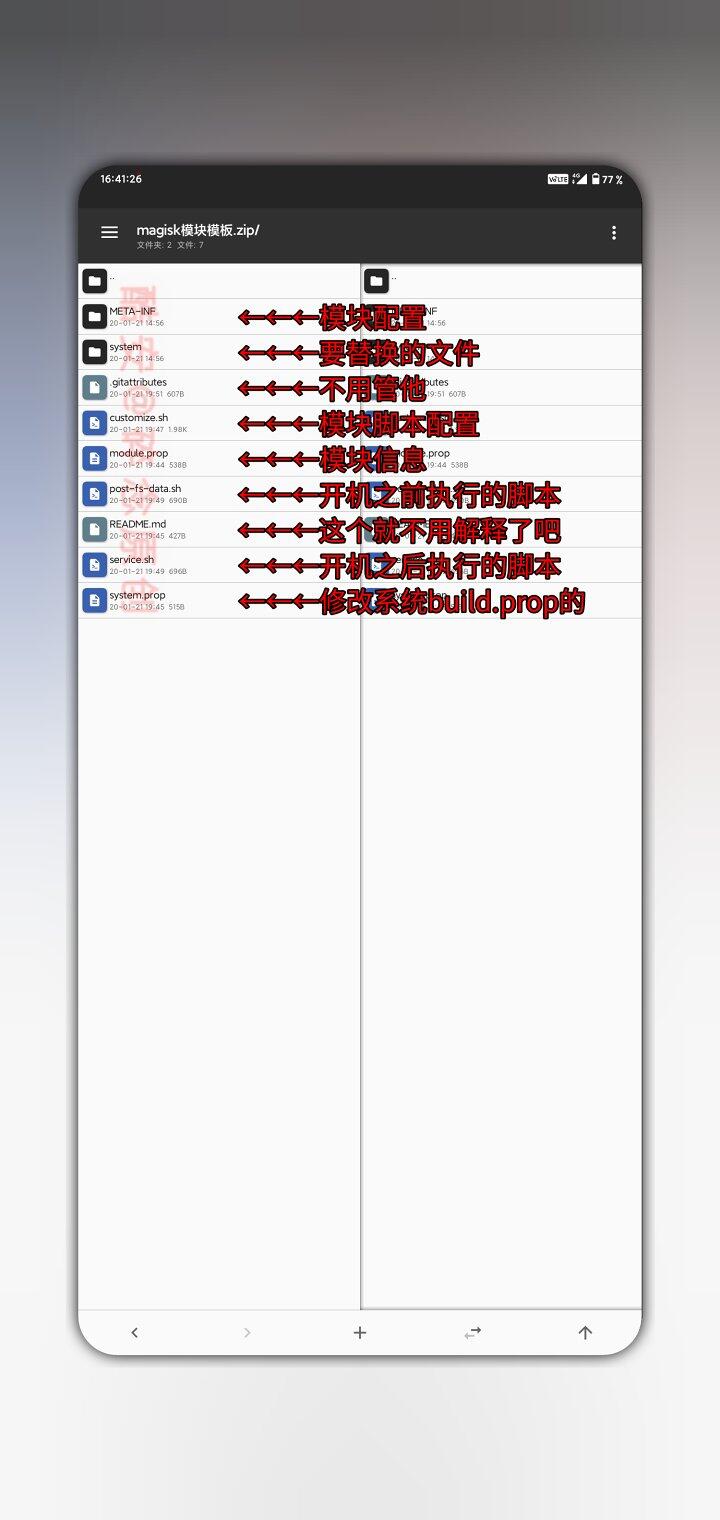 16:41:26
VoLTE 4G 77 %
magisk模块模板.zip/
文件夹: 2 文件: 7
..
..
META-INF
20-01-21 14:56
←←←模块配置
NF
14:56
system
20-01-21 14:56
←←←要替换的文件
.gitattributes
20-01-21 19:51 607B
←←←不用管他
butes
19:51 607B
customize.sh
20-01-21 19:47 1.98K
←←←模块脚本配置
module.prop
20-01-21 19:44 538B
←←←模块信息
.prop
19:44 538B
post-fs-data.sh
20-01-21 19:49 690B
←←←开机之前执行的脚本
README.md
20-01-21 19:45 427B
←←←这个就不用解释了吧
service.sh
20-01-21 19:49 696B
←←←开机之后执行的脚本
system.prop
20-01-21 19:45 515B
←←←修改系统build.prop的